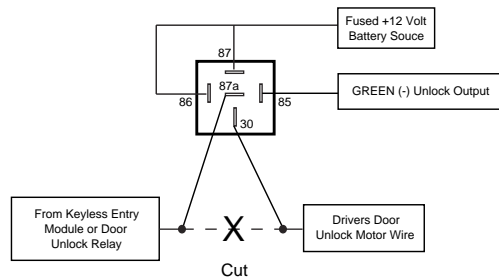 Fused +12 Volt
Battery Souce
87
87a
86
85
GREEN (-) Unlock Output
30
From Keyless Entry
Module or Door
Unlock Relay
X
Drivers Door
Unlock Motor Wire
Cut